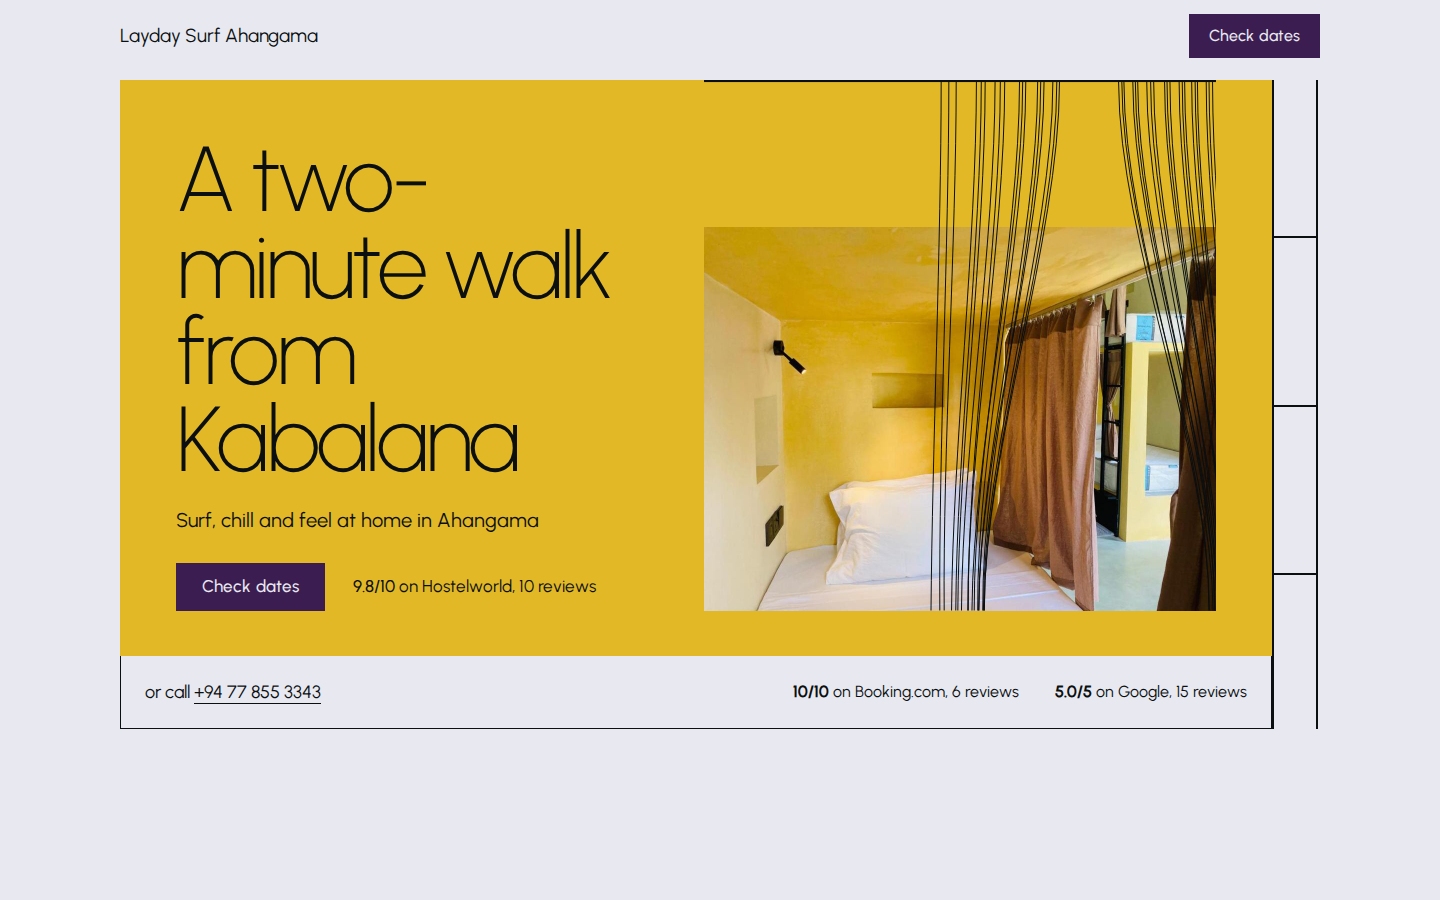 Layday Surf Ahangama
Check dates
A two-
minute walk
from
Kabalana
Surf, chill and feel at home in Ahangama
Check dates
9.8/10 on Hostelworld, 10 reviews
or call +94 77 855 3343
10/10 on Booking.com, 6 reviews
5.0/5 on Google, 15 reviews